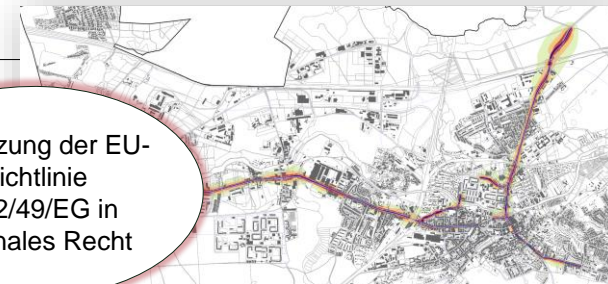 zung der EU-
ichtlinie
2/49/EG in
nales Recht